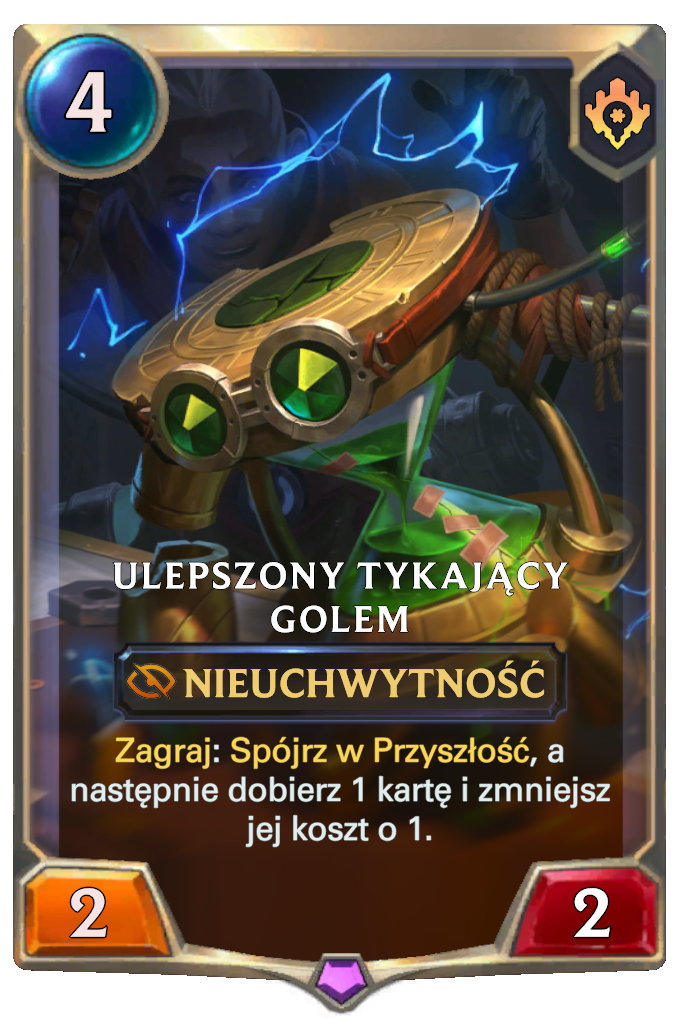 4
ULEPSZONY TYKAJĄCY
GOLEM
NIEUCHWYTNOŚĆ
Zagraj: Spójrz w Przyszłość, a
następnie dobierz 1 kartę i zmniejsz
jej koszt o 1.
2
2